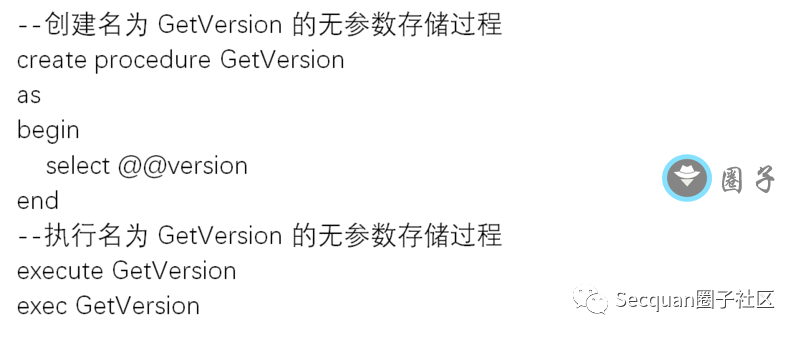 --创建名为 GetVersion 的无参数存储过程
create procedure GetVersion
as
begin
select @@version
end
--执行名为 GetVersion 的无参数存储过程
execute GetVersion
exec GetVersion
圈子
Secquan圈子社区